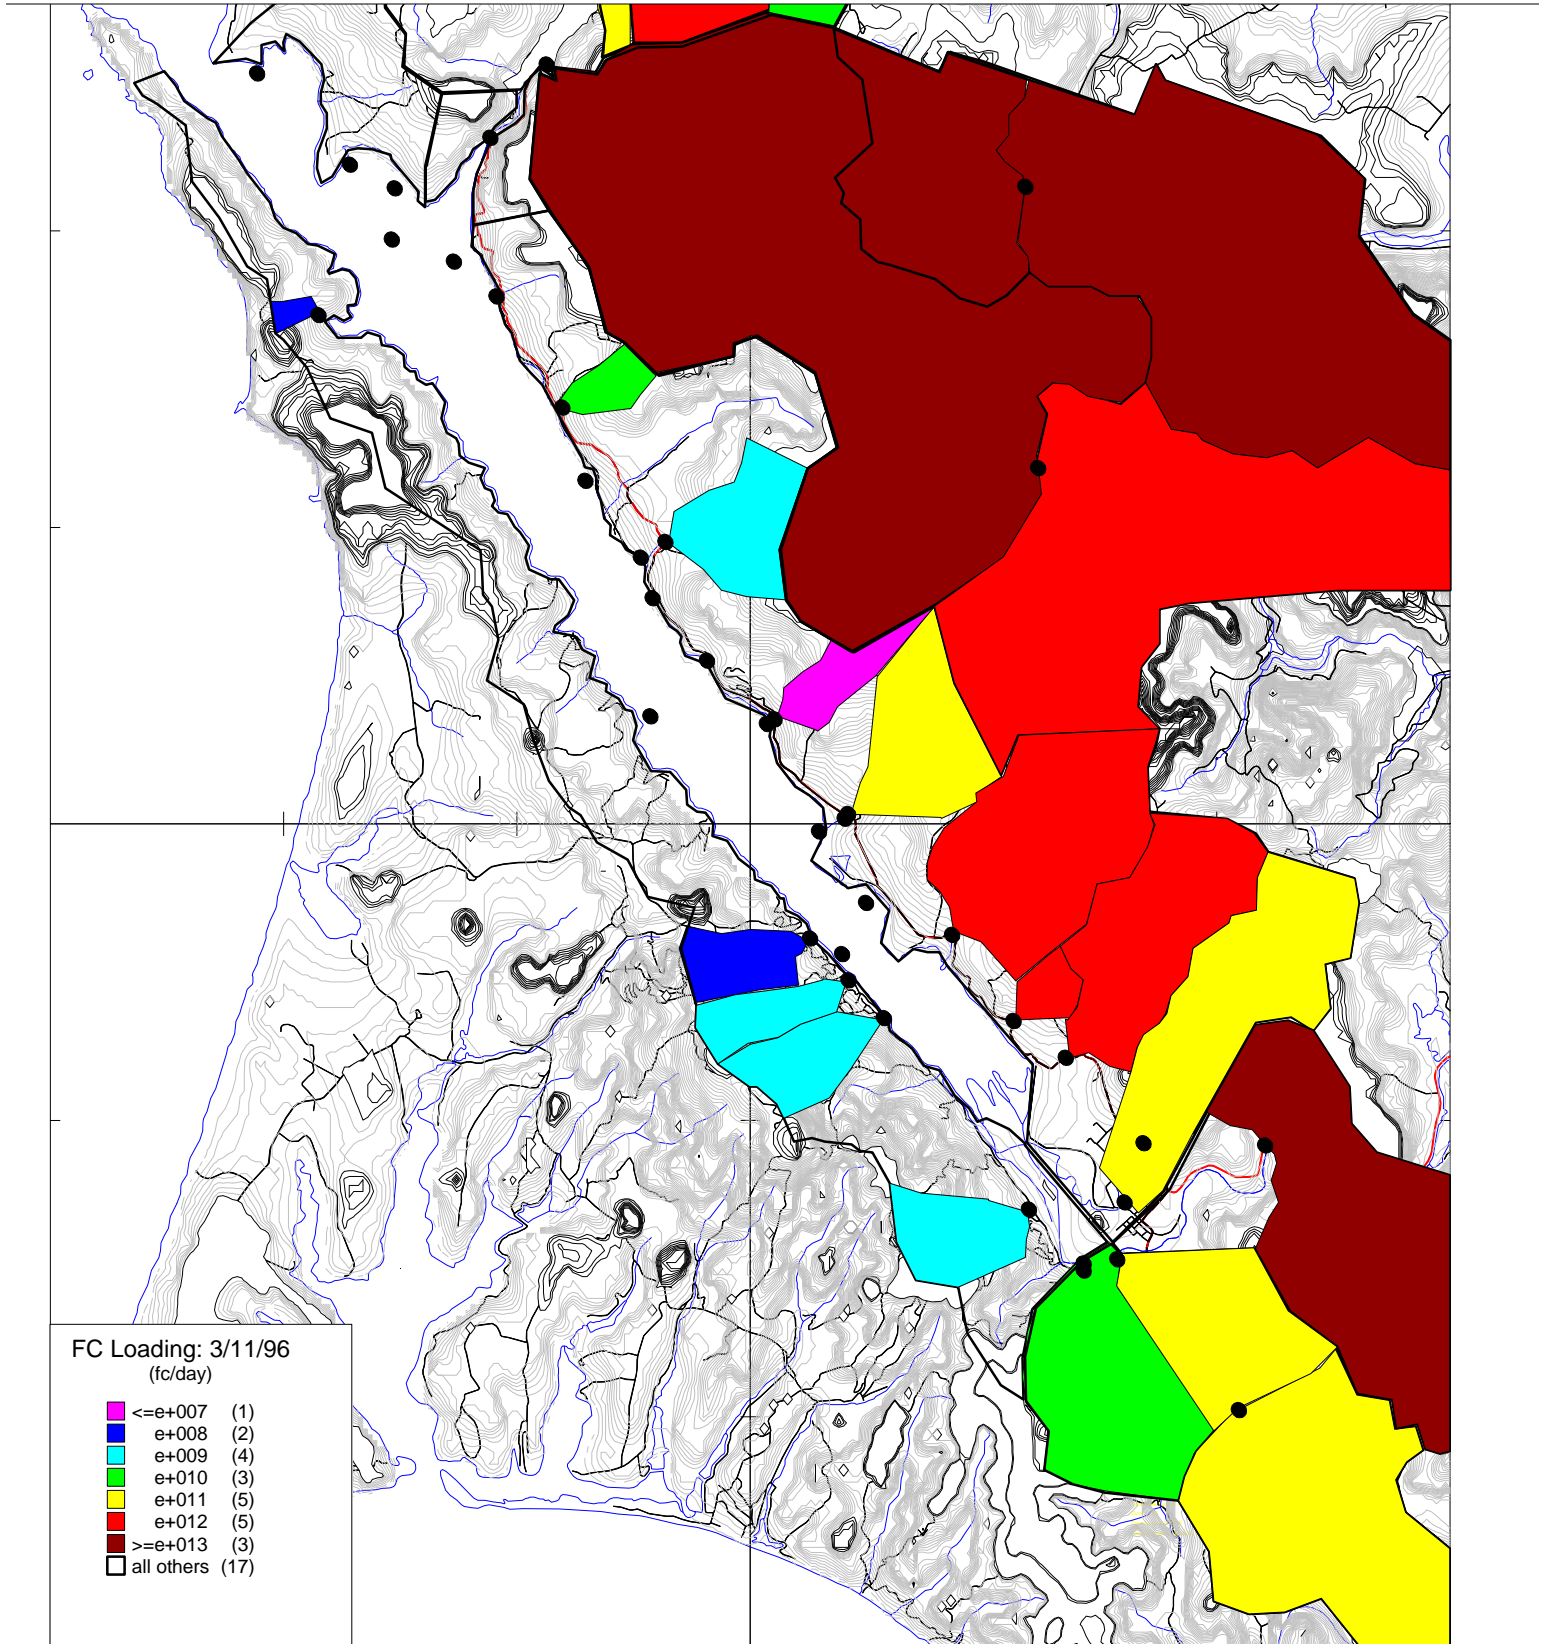 FC Loading: 3/11/96
(fc/day)
<=e+007 (1)
e+008 (2)
e+009 (4)
e+010 (3)
e+011 (5)
e+012 (5)
>=e+013 (3)
all others (17)